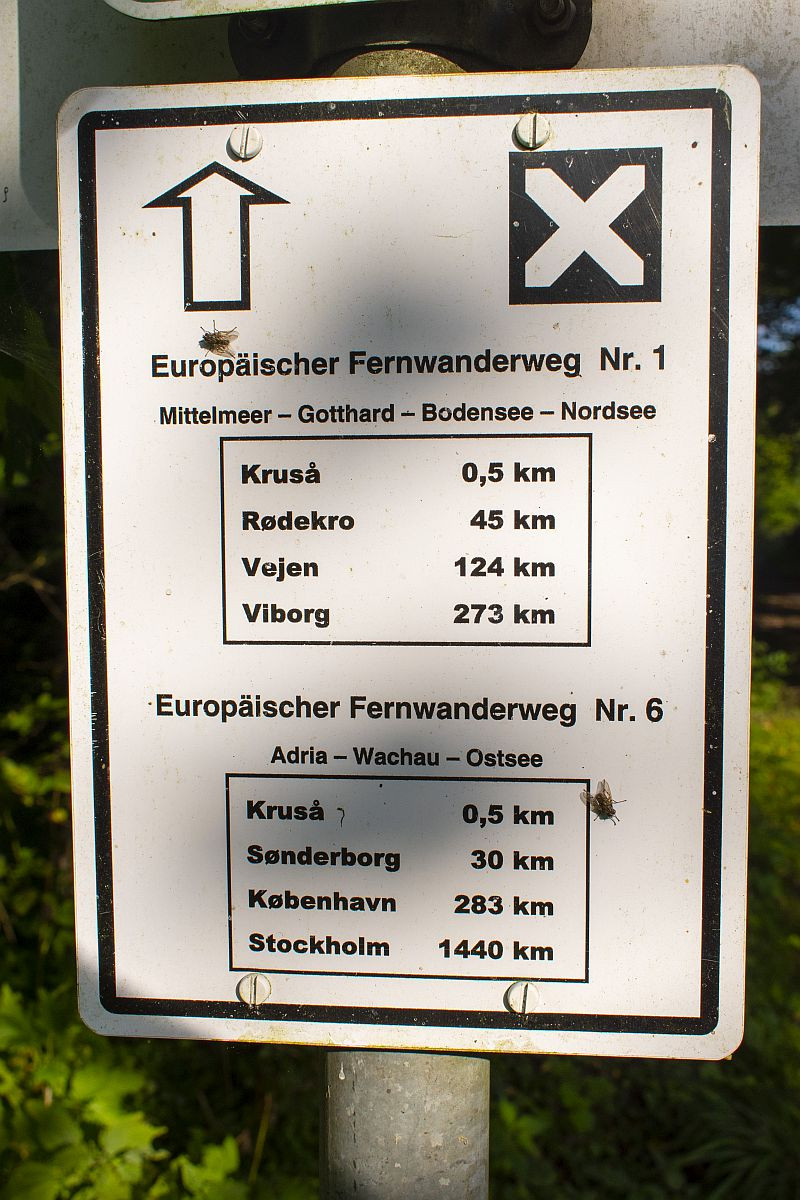 Europäischer Fernwanderweg Nr. 1
Mittelmeer – Gotthard – Bodensee – Nordsee
Kruså 0,5 km
Rødekro 45 km
Vejen 124 km
Viborg 273 km
Europäischer Fernwanderweg Nr. 6
Adria – Wachau – Ostsee
Kruså 0,5 km
Sønderborg 30 km
København 283 km
Stockholm 1440 km